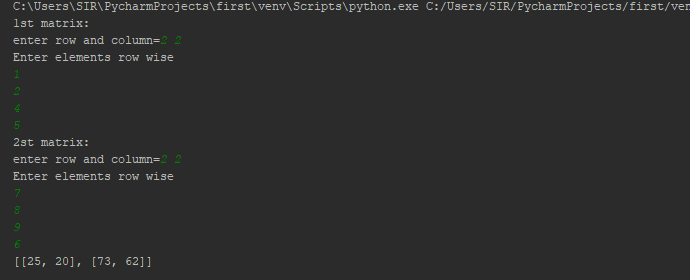 C:\Users\SIR\PycharmProjects\first\venv\Scripts\python.exe C:/Users/SIR/PycharmProjects/first/ven
1st matrix:
enter row and column=2 2
Enter elements row wise
1
2
4
5
2st matrix:
enter row and column=2 2
Enter elements row wise
7
8
9
6
[[25, 20], [73, 62]]